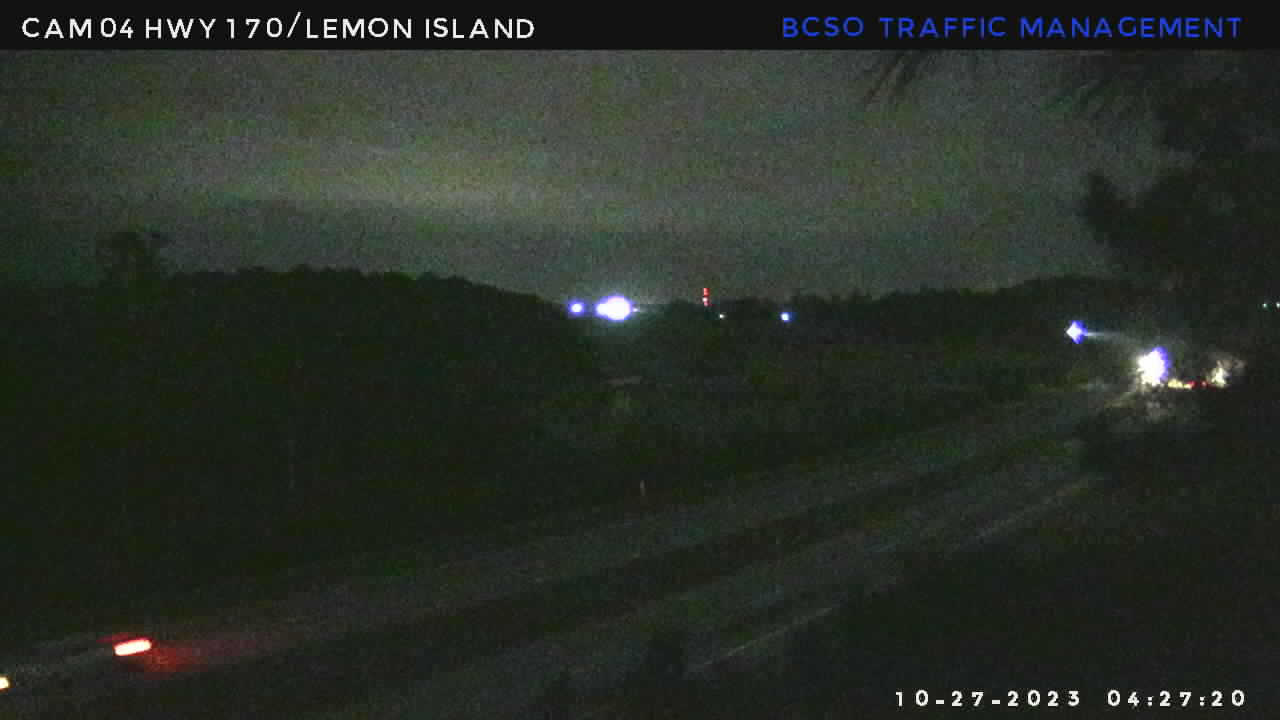 CAM04 HWY 170/LEMON ISLAND
BCSO TRAFFIC MANAGEMENT
10-27-2023 04:27:20